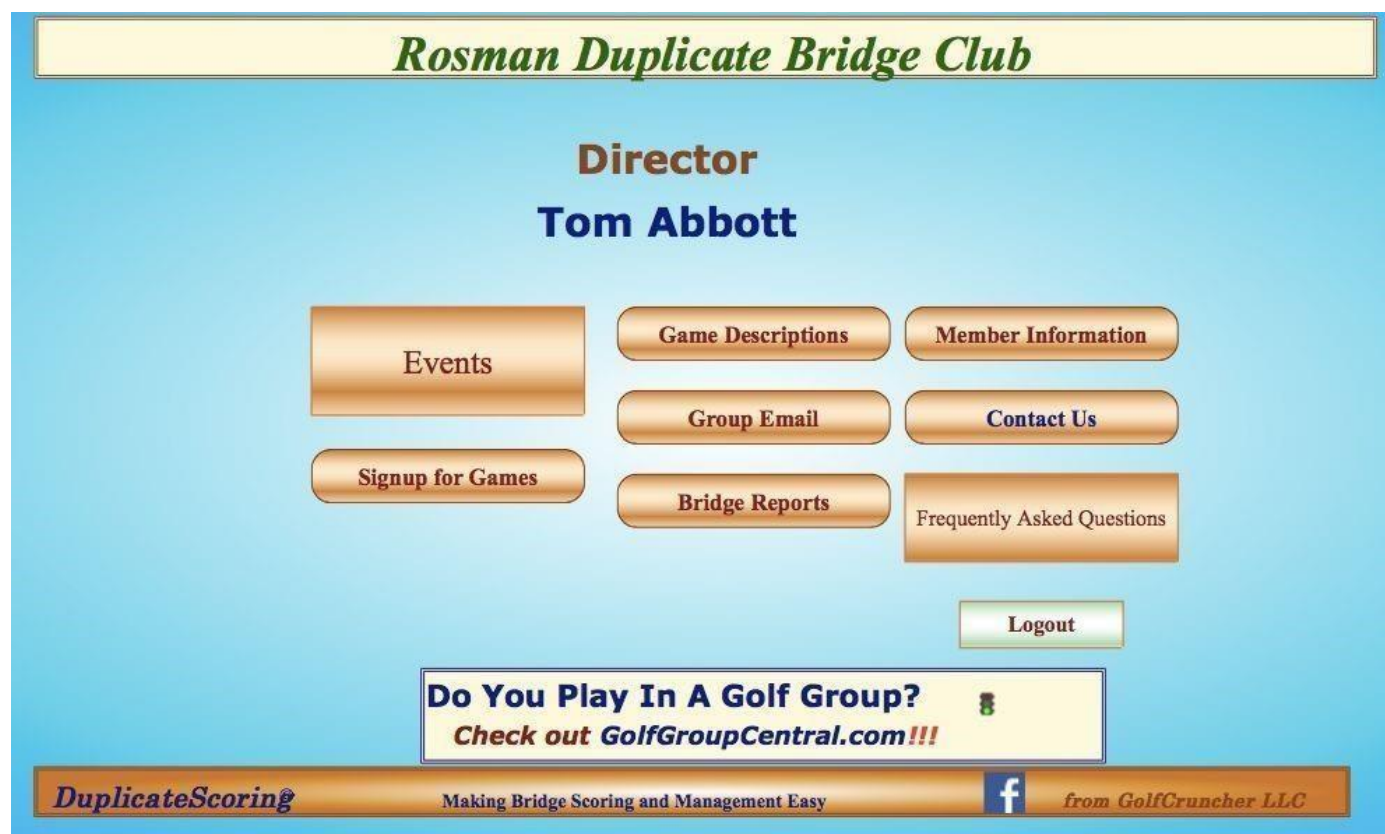 Rosman Duplicate Bridge Club
Director
Tom Abbott
Events
Game Descriptions
Member Information
Group Email
Contact Us
Signup for Games
Bridge Reports
Frequently Asked Questions
Logout
Do You Play In A Golf Group?
Check out GolfGroupCentral.com!!!
DuplicateScoring
Making Bridge Scoring and Management Easy
f
from GolfCruncher LLC